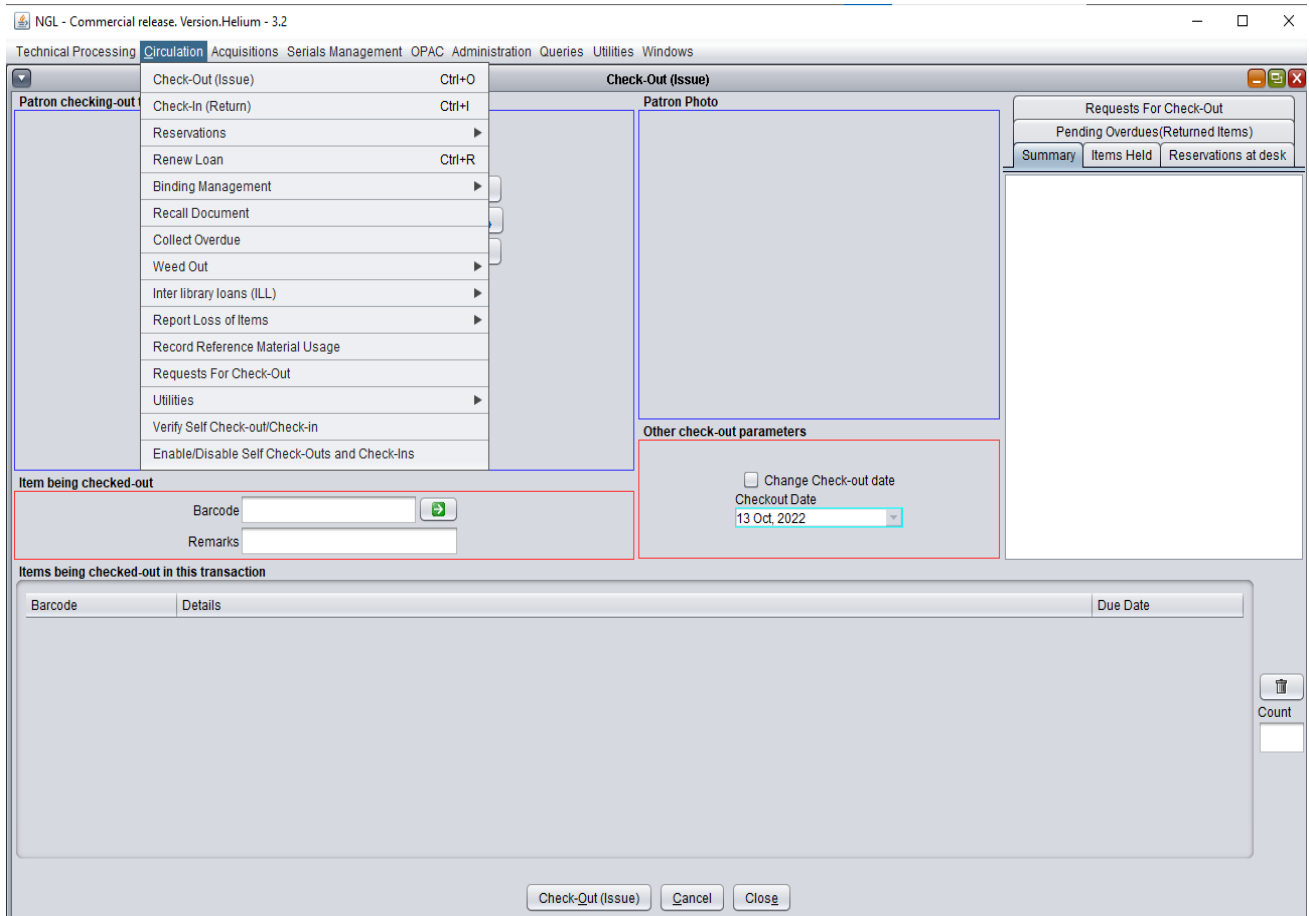 NGL - Commercial release. Version.Helium - 3.2
Technical Processing Circulation Acquisitions Serials Management OPAC Administration Queries Utilities Windows
Check-Out (Issue)
Check-Out (Issue) Ctrl+O
Check-In (Return) Ctrl+I
Reservations
Renew Loan Ctrl+R
Binding Management
Recall Document
Collect Overdue
Weed Out
Inter library loans (ILL)
Report Loss of Items
Record Reference Material Usage
Requests For Check-Out
Utilities
Verify Self Check-out/Check-in
Enable/Disable Self Check-Outs and Check-Ins
Patron checking-out
Patron Photo
Requests For Check-Out
Pending Overdues(Returned Items)
Summary Items Held Reservations at desk
Other check-out parameters
Change Check-out date
Checkout Date
13 Oct, 2022
Item being checked-out
Barcode
Remarks
Items being checked-out in this transaction
Barcode Details Due Date
Count
Check-Out (Issue) Cancel Close